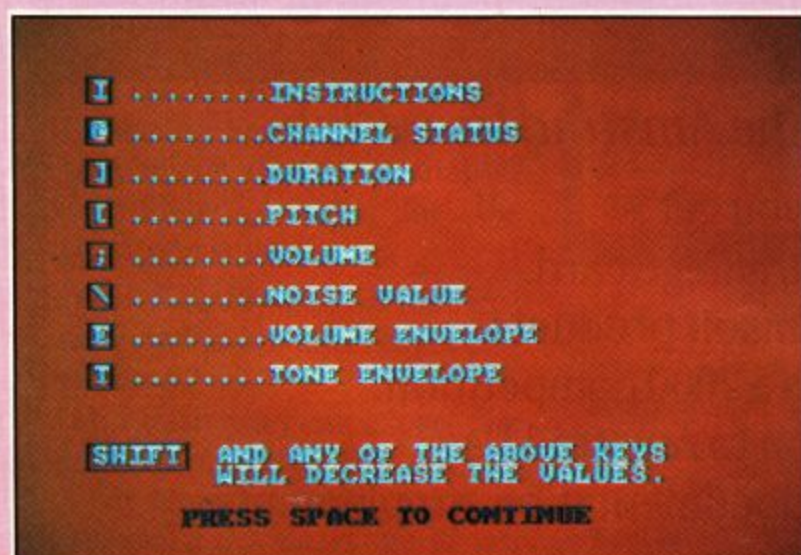 I ........INSTRUCTIONS
@ ........CHANNEL STATUS
] ........DURATION
[ ........PITCH
; ........VOLUME
\ ........NOISE VALUE
E ........VOLUME ENVELOPE
T ........TONE ENVELOPE
SHIFT AND ANY OF THE ABOVE KEYS
WILL DECREASE THE VALUES.
PRESS SPACE TO CONTINUE